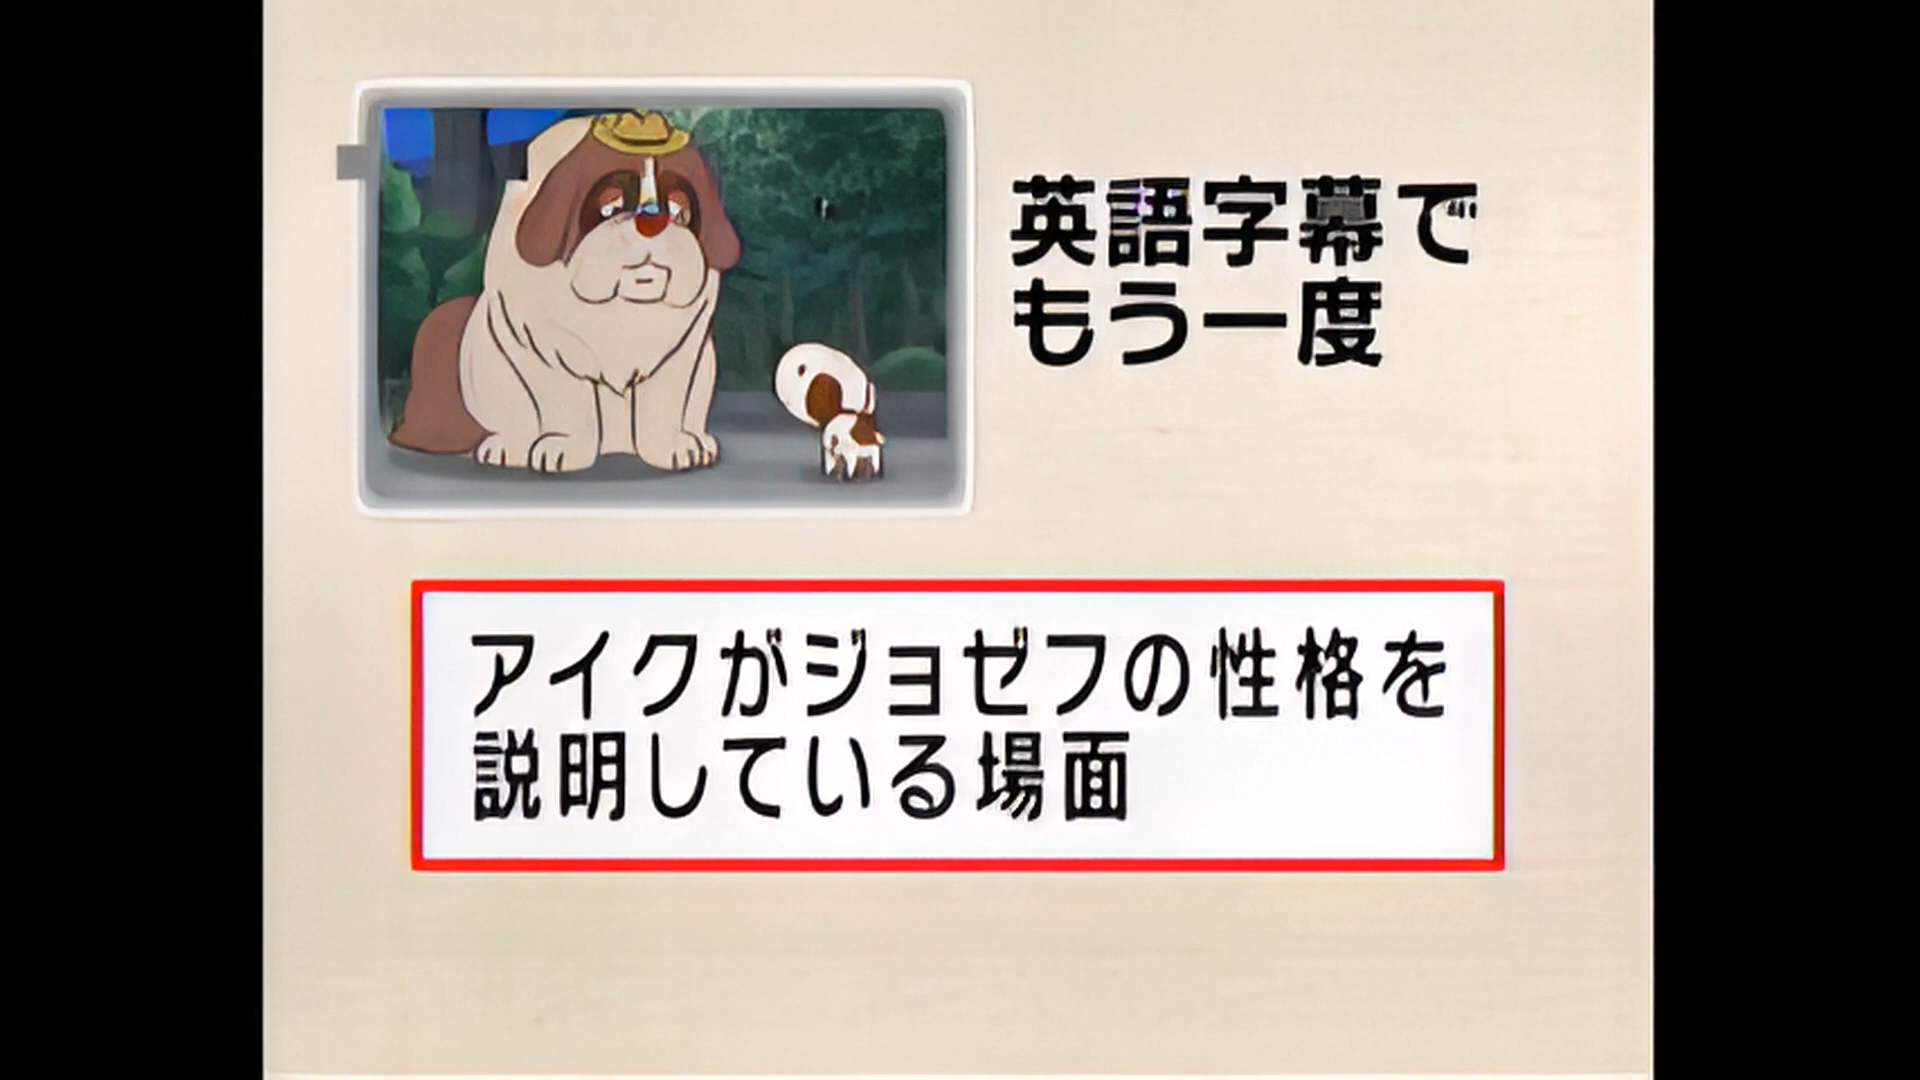 英語字幕で
もう一度
アイクがジョゼフの性格を
説明している場面